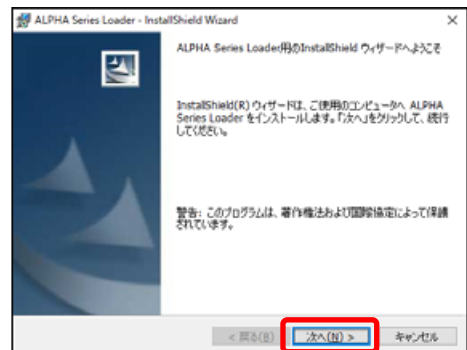 ALPHA Series Loader - InstallShield Wizard
ALPHA Series Loader用のInstallShield ウィザードへようこそ
InstallShield(R) ウィザードは、ご使用のコンピュータへ ALPHA
Series Loader をインストールします。「次へ」をクリックして、続行
してください。
警告: このプログラムは、著作権法および国際協定によって保護
されています。
< 戻る(B)
次へ(N) >
キャンセル